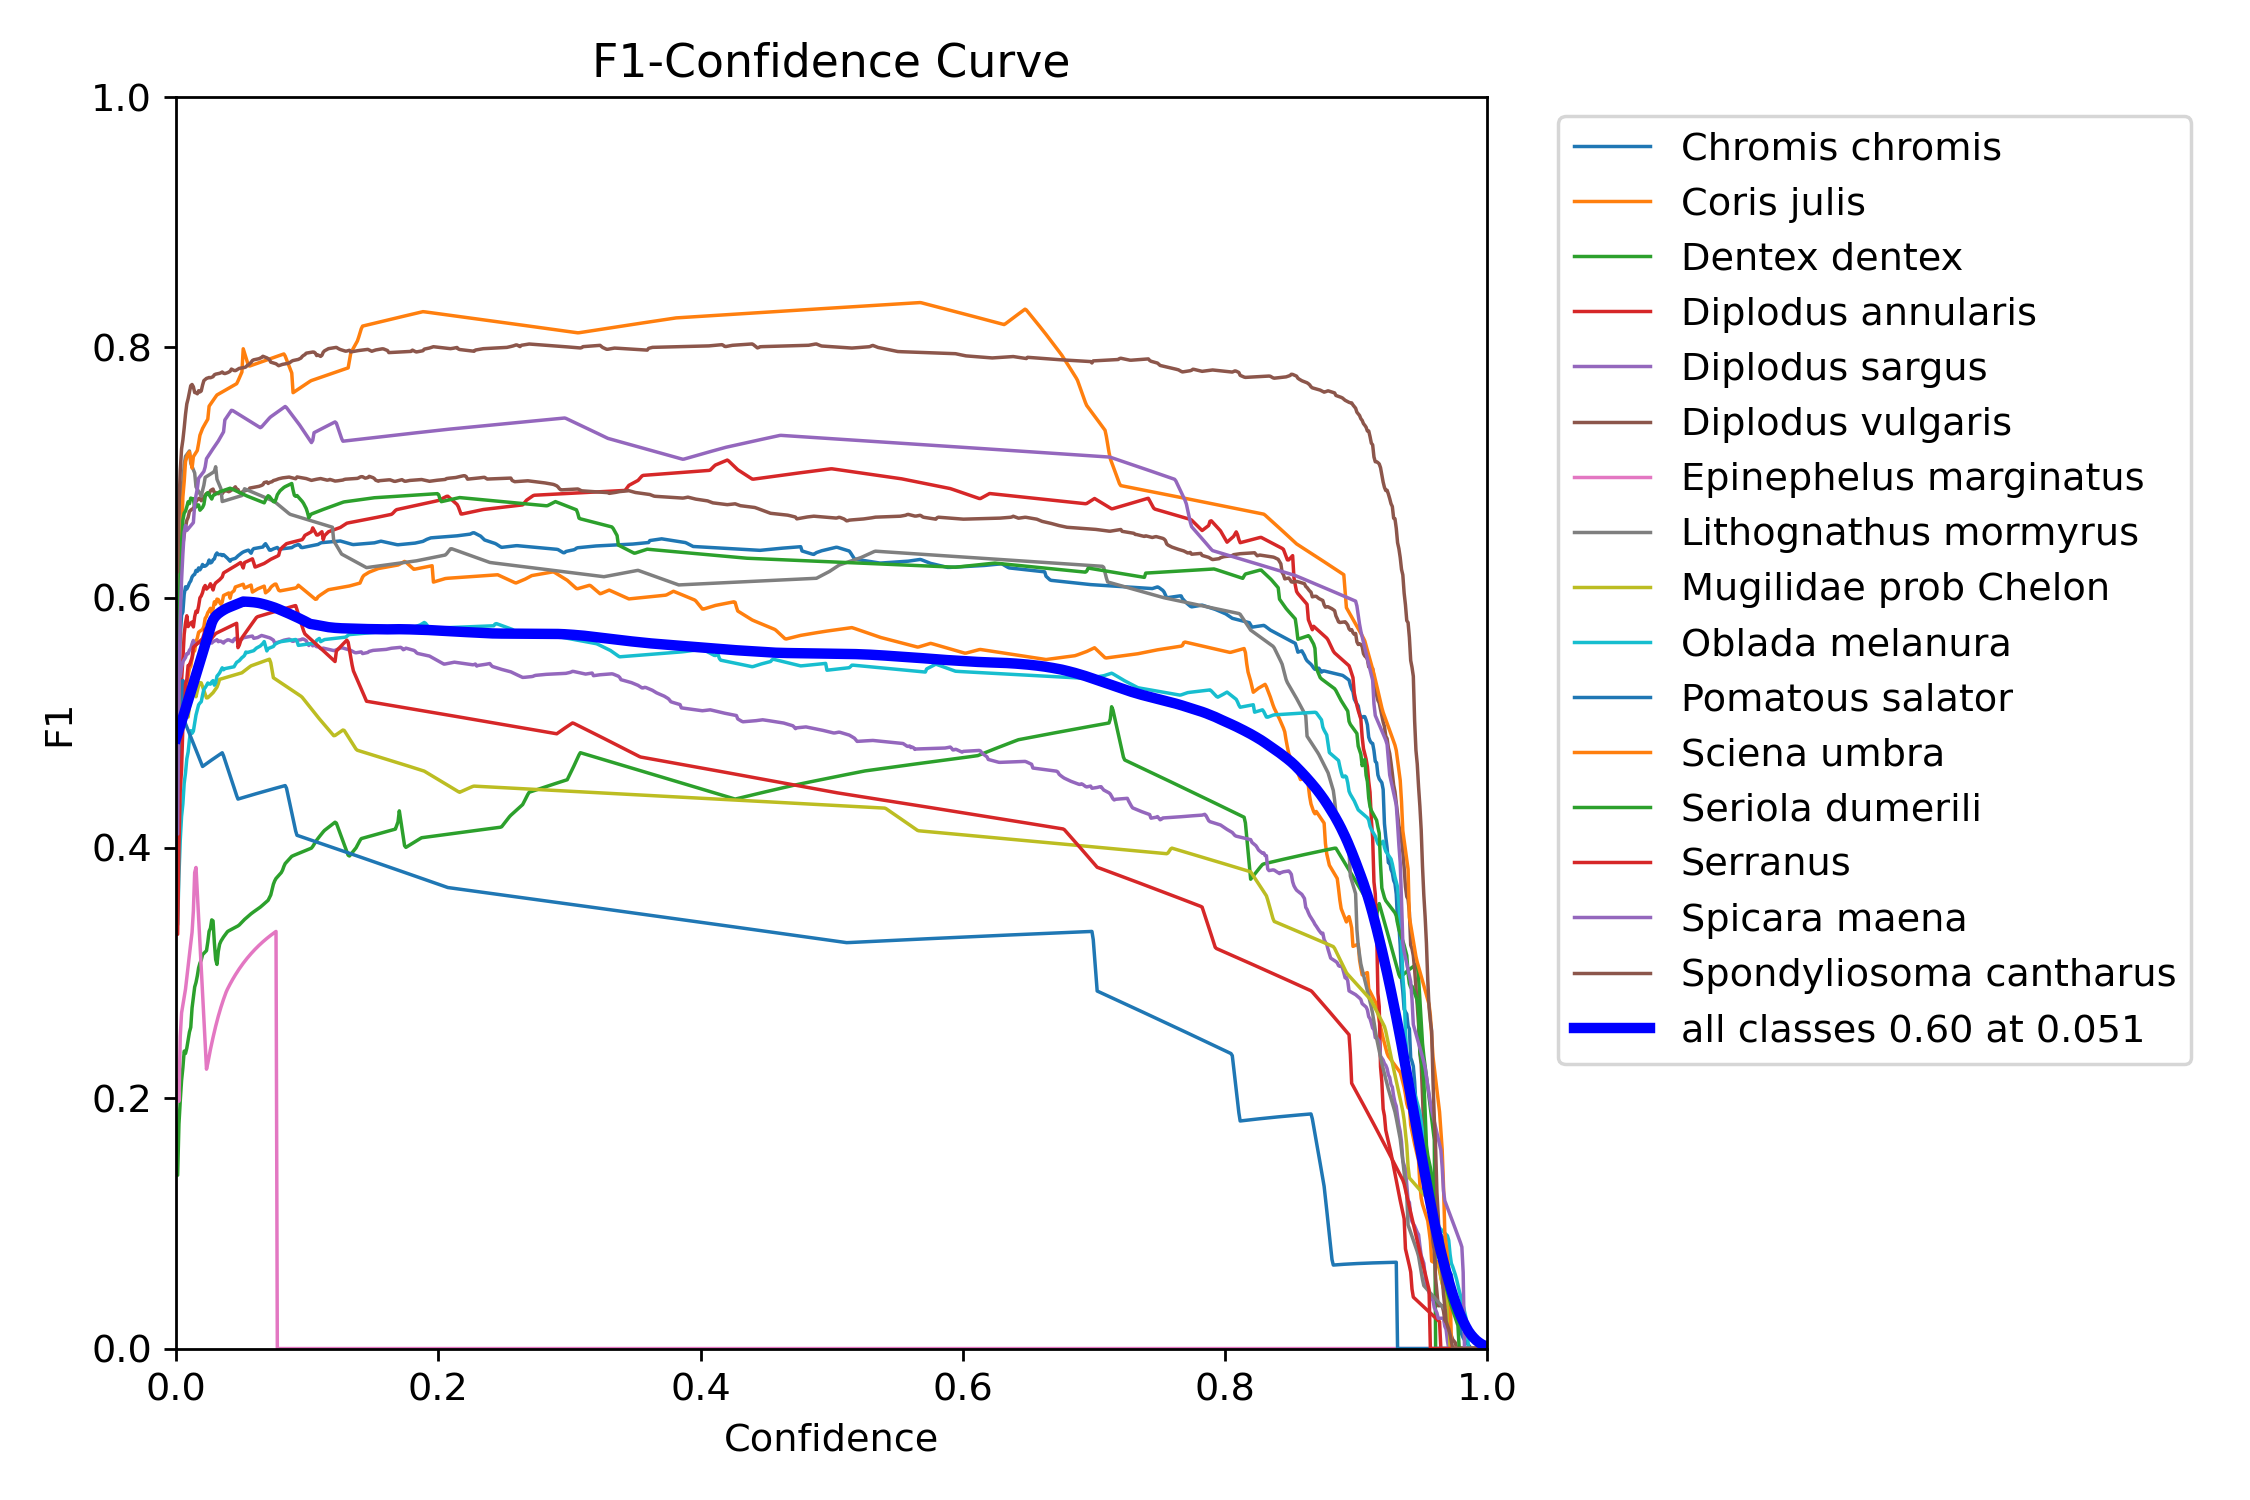 F1-Confidence Curve
1.0
0.8
0.6
0.4
0.2
0.0
F1
0.0 0.2 0.4 0.6 0.8 1.0
Confidence
Chromis chromis
Coris julis
Dentex dentex
Diplodus annularis
Diplodus sargus
Diplodus vulgaris
Epinephelus marginatus
Lithognathus mormyrus
Mugilidae prob Chelon
Oblada melanura
Pomatous salator
Sciena umbra
Seriola dumerili
Serranus
Spicara maena
Spondyliosoma cantharus
all classes 0.60 at 0.051